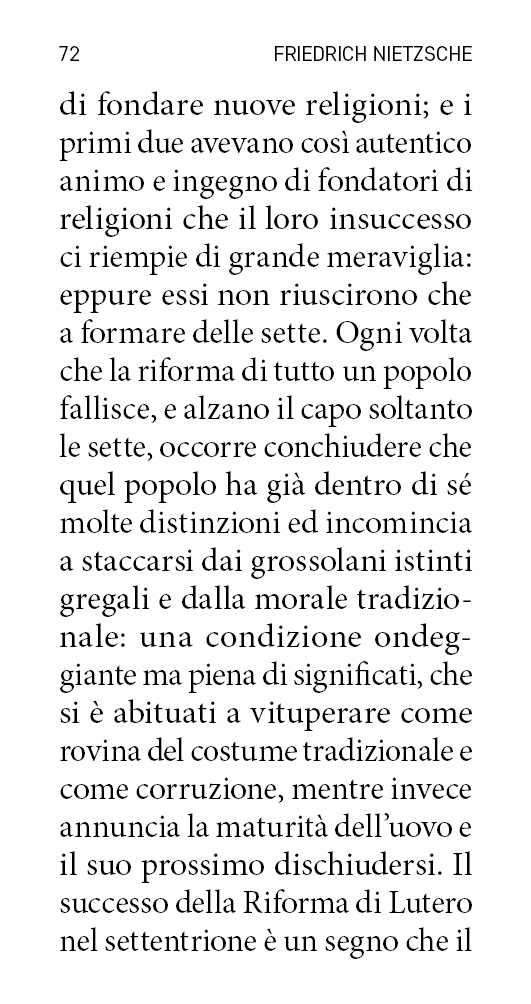 72 FRIEDRICH NIETZSCHE
di fondare nuove religioni; e i
primi due avevano così autentico
animo e ingegno di fondatori di
religioni che il loro insuccesso
ci riempie di grande meraviglia:
eppure essi non riuscirono che
a formare delle sette. Ogni volta
che la riforma di tutto un popolo
fallisce, e alzano il capo soltanto
le sette, occorre conchiudere che
quel popolo ha già dentro di sé
molte distinzioni ed incomincia
a staccarsi dai grossolani istinti
gregali e dalla morale tradizio-
nale: una condizione ondeg-
giante ma piena di significati, che
si è abituati a vituperare come
rovina del costume tradizionale e
come corruzione, mentre invece
annuncia la maturità dell’uovo e
il suo prossimo dischiudersi. Il
successo della Riforma di Lutero
nel settentrione è un segno che il